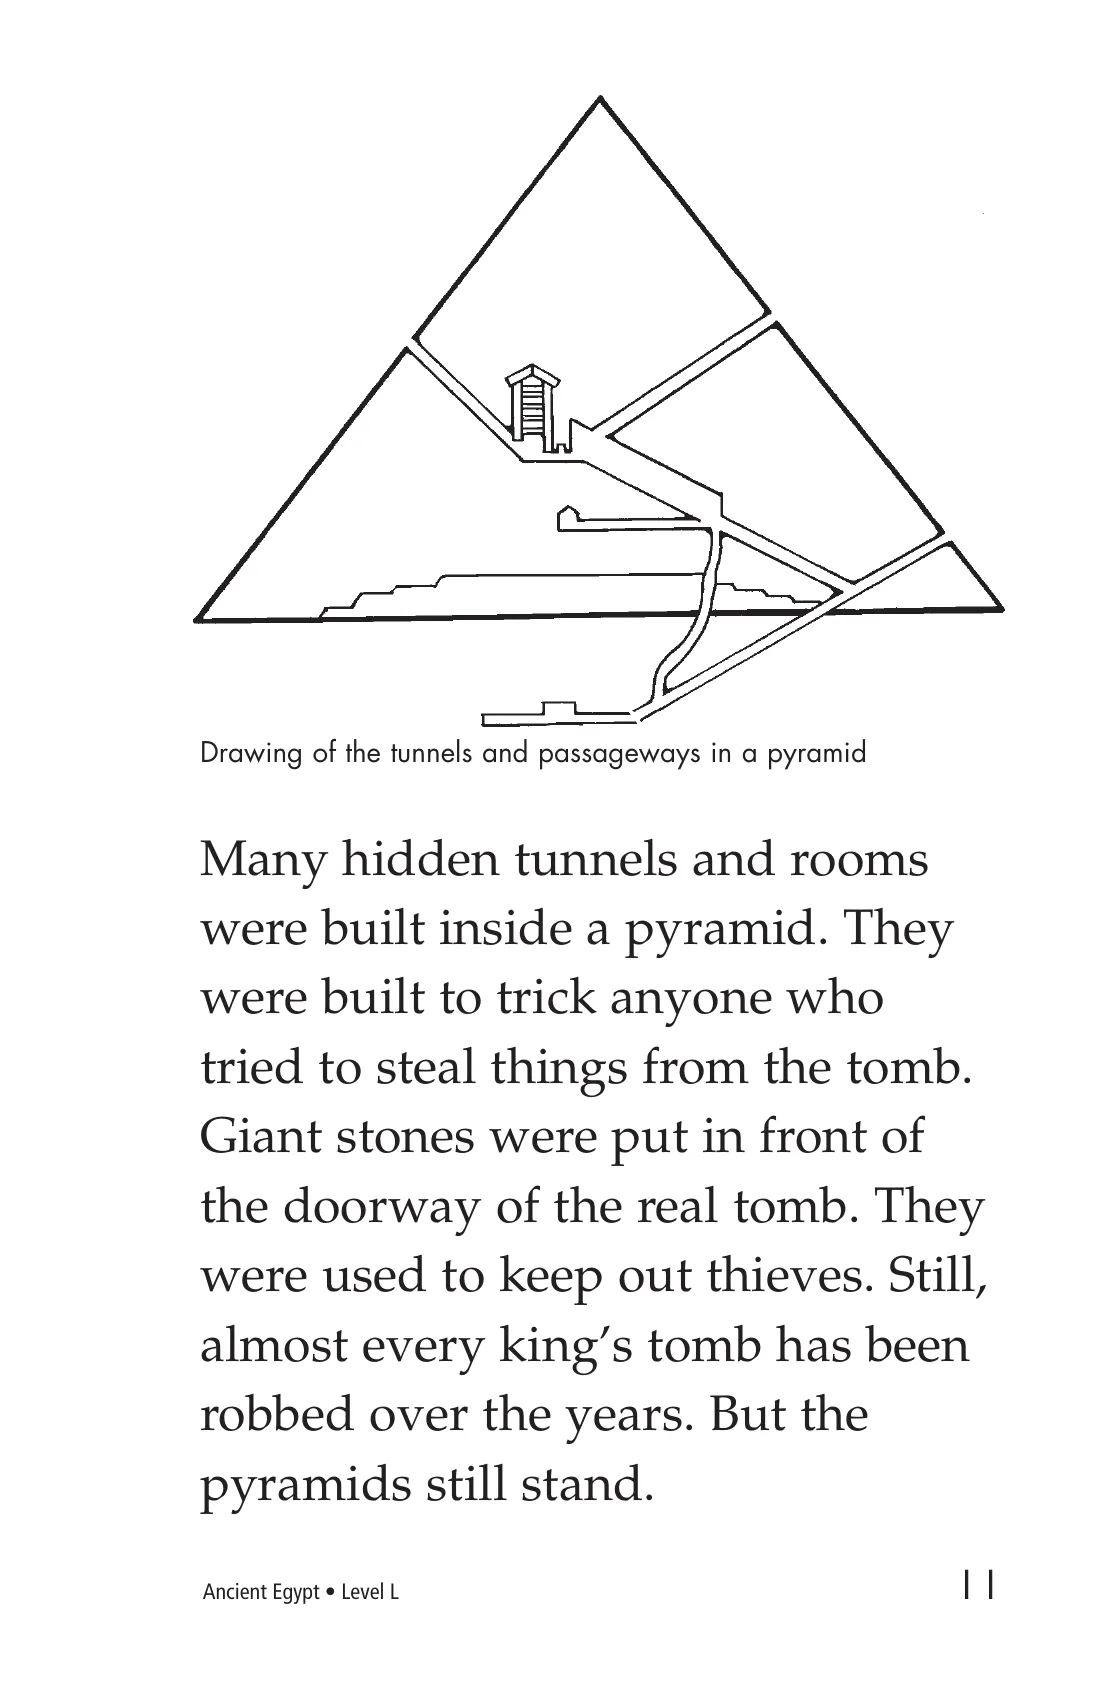 Drawing of the tunnels and passageways in a pyramid
Many hidden tunnels and rooms
were built inside a pyramid. They
were built to trick anyone who
tried to steal things from the tomb.
Giant stones were put in front of
the doorway of the real tomb. They
were used to keep out thieves. Still,
almost every king’s tomb has been
robbed over the years. But the
pyramids still stand.
Ancient Egypt • Level L
11